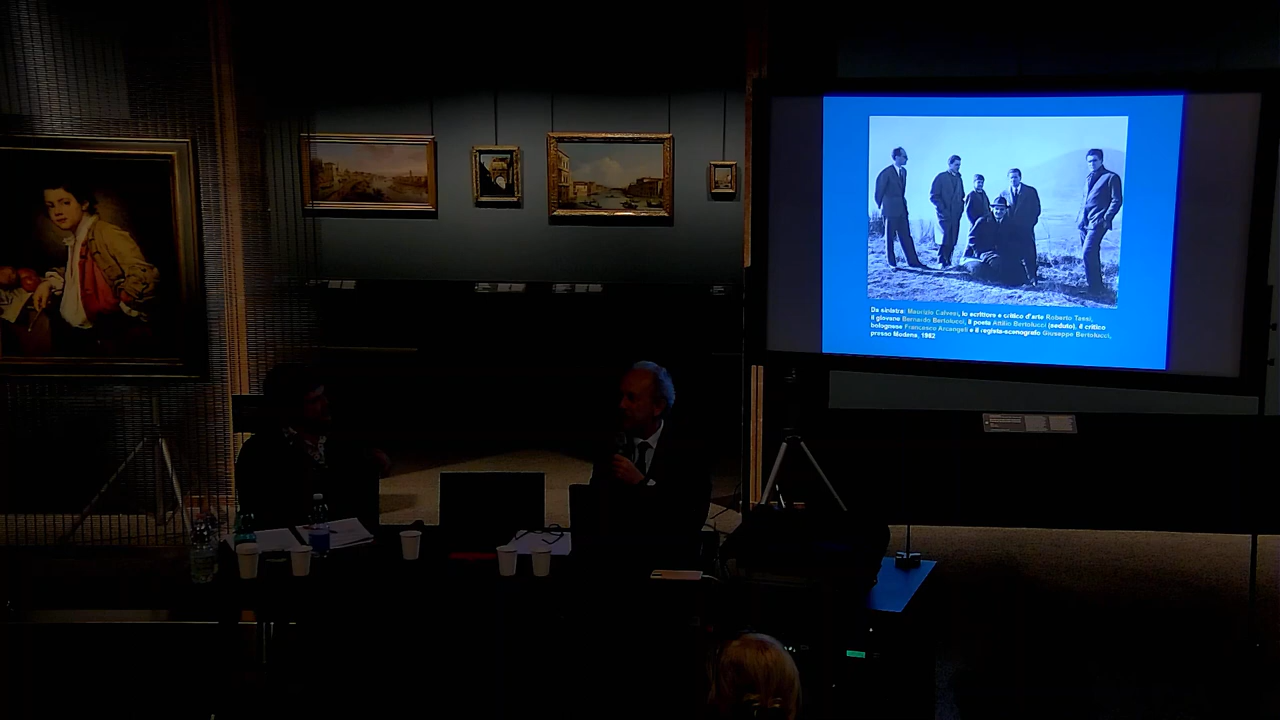 Da sinistra: Maurizio Calvesi, lo scrittore e critico d'arte Roberto Tassi,
il giovane Bernardo Bertolucci, il poeta Attilio Bertolucci (seduto), il critico
bolognese Francesco Arcangeli e il regista-scenografo Giuseppe Bertolucci,
presso Modena, 1962